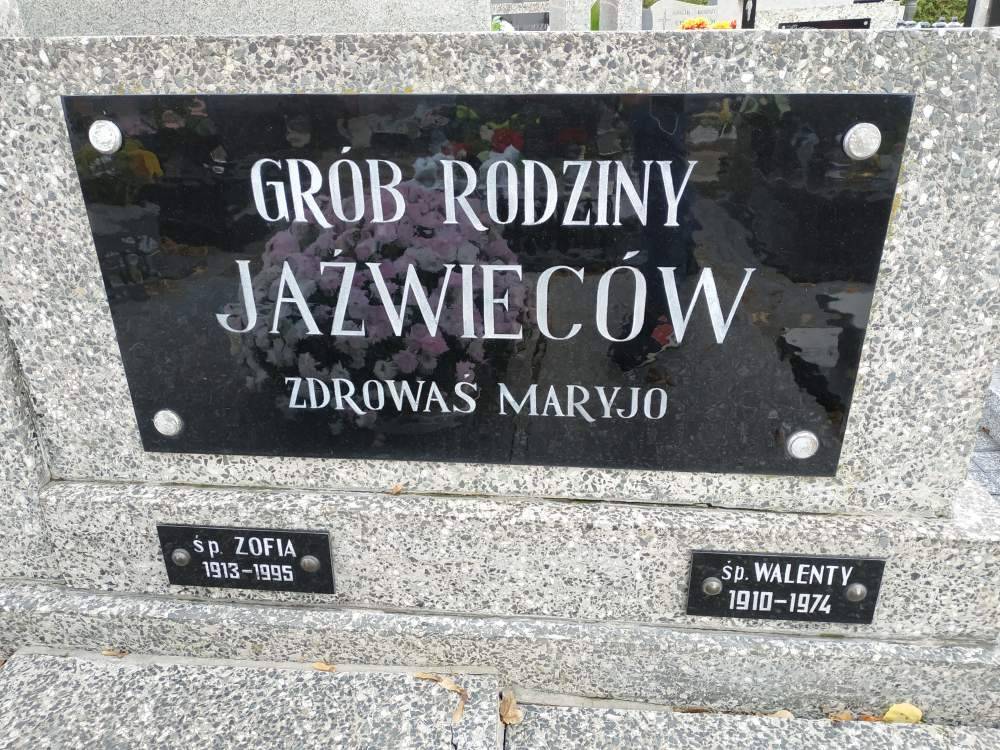 GRÓB RODZINY
JAŹWIECÓW
ZDROWAŚ MARYJO
śp. ZOFIA
1913-1995
śp. WALENTY
1910-1974